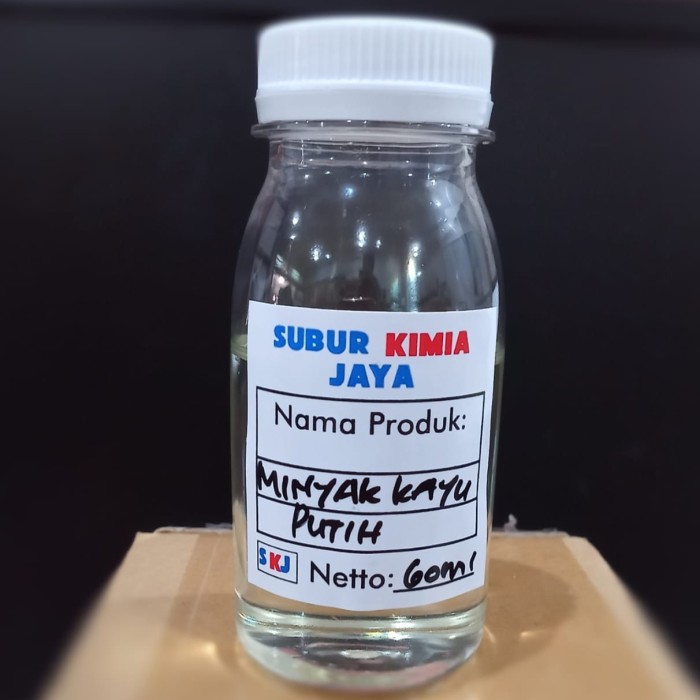 SUBUR KIMIA
JAYA
Nama Produk:
MINYAK KAYU
PUTIH
SKJ
Netto: 60ml